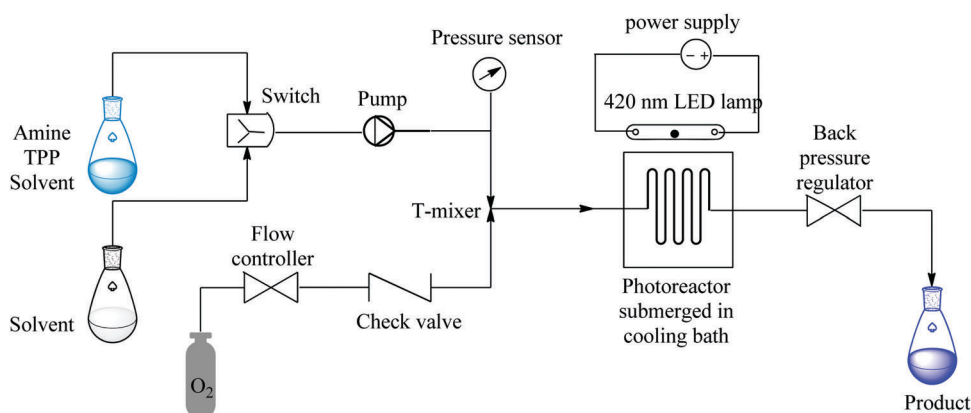 power supply
− +
Pressure sensor
420 nm LED lamp
Switch
Pump
Amine
TPP
Solvent
Back
pressure
regulator
T-mixer
Flow
controller
Solvent
Check valve
Photoreactor
submerged in
cooling bath
O2
Product